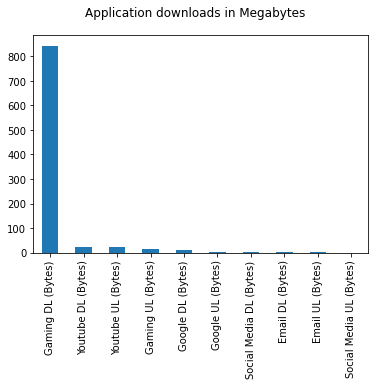 Application downloads in Megabytes
800
700
600
500
400
300
200
100
0
Gaming DL (Bytes)
Youtube DL (Bytes)
Youtube UL (Bytes)
Gaming UL (Bytes)
Google DL (Bytes)
Google UL (Bytes)
Social Media DL (Bytes)
Email DL (Bytes)
Email UL (Bytes)
Social Media UL (Bytes)